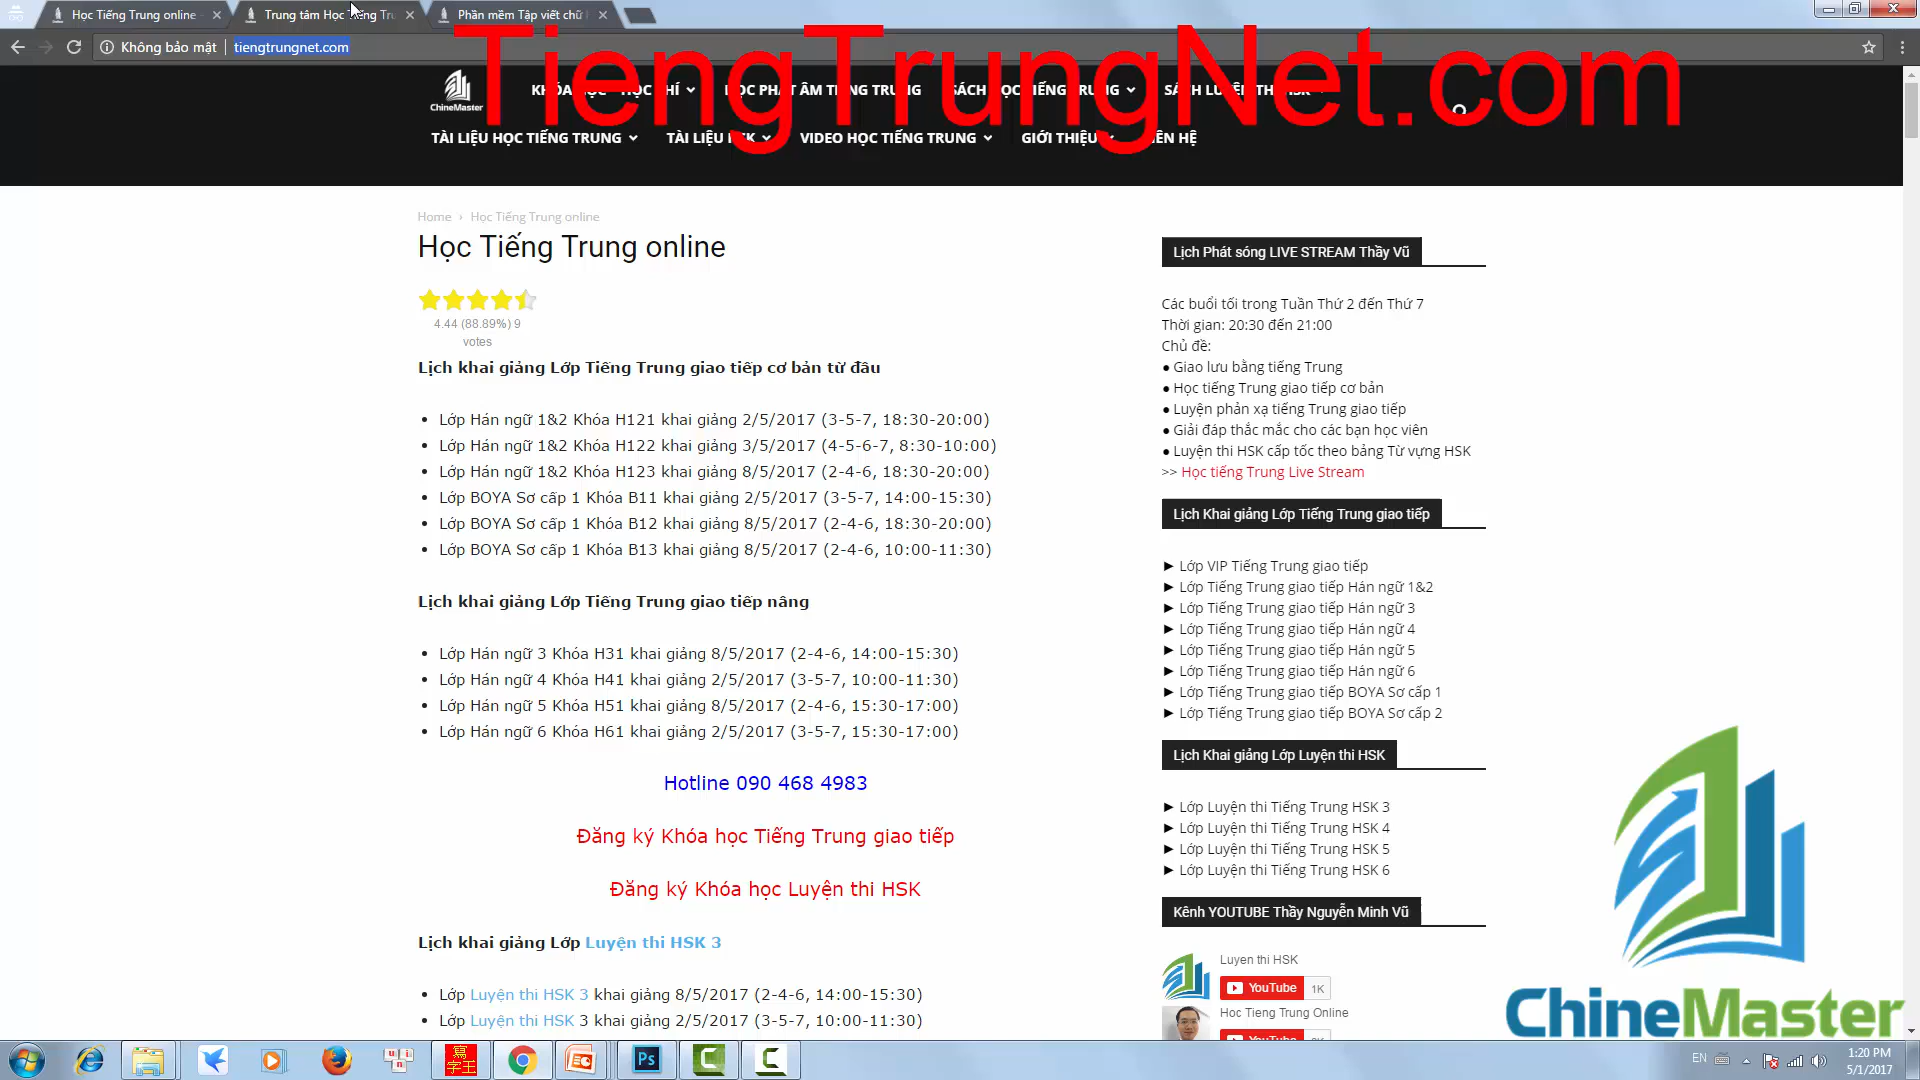 Học Tiếng Trung online -
Trung tâm Học Tiếng Tru
Phần mềm Tập viết chữ
Không bảo mật
tiengtrungnet.com
TiengTrungNet.com
ChineMaster
HỌC PHÁT ÂM TIẾNG TRUNG
SÁCH HỌC TIẾNG TRUNG
SÁCH LUYỆN THI HSK
TÀI LIỆU HỌC TIẾNG TRUNG
TÀI LIỆU HSK
VIDEO HỌC TIẾNG TRUNG
GIỚI THIỆU
LIÊN HỆ
Home › Học Tiếng Trung online
Học Tiếng Trung online
4.44 (88.89%) 9
votes
Lịch khai giảng Lớp Tiếng Trung giao tiếp cơ bản từ đầu
• Lớp Hán ngữ 1&2 Khóa H121 khai giảng 2/5/2017 (3-5-7, 18:30-20:00)
• Lớp Hán ngữ 1&2 Khóa H122 khai giảng 3/5/2017 (4-5-6-7, 8:30-10:00)
• Lớp Hán ngữ 1&2 Khóa H123 khai giảng 8/5/2017 (2-4-6, 18:30-20:00)
• Lớp BOYA Sơ cấp 1 Khóa B11 khai giảng 2/5/2017 (3-5-7, 14:00-15:30)
• Lớp BOYA Sơ cấp 1 Khóa B12 khai giảng 8/5/2017 (2-4-6, 18:30-20:00)
• Lớp BOYA Sơ cấp 1 Khóa B13 khai giảng 8/5/2017 (2-4-6, 10:00-11:30)
Lịch khai giảng Lớp Tiếng Trung giao tiếp nâng
• Lớp Hán ngữ 3 Khóa H31 khai giảng 8/5/2017 (2-4-6, 14:00-15:30)
• Lớp Hán ngữ 4 Khóa H41 khai giảng 2/5/2017 (3-5-7, 10:00-11:30)
• Lớp Hán ngữ 5 Khóa H51 khai giảng 8/5/2017 (2-4-6, 15:30-17:00)
• Lớp Hán ngữ 6 Khóa H61 khai giảng 2/5/2017 (3-5-7, 15:30-17:00)
Hotline 090 468 4983
Đăng ký Khóa học Tiếng Trung giao tiếp
Đăng ký Khóa học Luyện thi HSK
Lịch khai giảng Lớp Luyện thi HSK 3
• Lớp Luyện thi HSK 3 khai giảng 8/5/2017 (2-4-6, 14:00-15:30)
• Lớp Luyện thi HSK 3 khai giảng 2/5/2017 (3-5-7, 10:00-11:30)
Lịch Phát sóng LIVE STREAM Thầy Vũ
Các buổi tối trong Tuần Thứ 2 đến Thứ 7
Thời gian: 20:30 đến 21:00
Chủ đề:
● Giao lưu bằng tiếng Trung
● Học tiếng Trung giao tiếp cơ bản
● Luyện phản xạ tiếng Trung giao tiếp
● Giải đáp thắc mắc cho các bạn học viên
● Luyện thi HSK cấp tốc theo bảng Từ vựng HSK
>> Học tiếng Trung Live Stream
Lịch Khai giảng Lớp Tiếng Trung giao tiếp
► Lớp VIP Tiếng Trung giao tiếp
► Lớp Tiếng Trung giao tiếp Hán ngữ 1&2
► Lớp Tiếng Trung giao tiếp Hán ngữ 3
► Lớp Tiếng Trung giao tiếp Hán ngữ 4
► Lớp Tiếng Trung giao tiếp Hán ngữ 5
► Lớp Tiếng Trung giao tiếp Hán ngữ 6
► Lớp Tiếng Trung giao tiếp BOYA Sơ cấp 1
► Lớp Tiếng Trung giao tiếp BOYA Sơ cấp 2
Lịch Khai giảng Lớp Luyện thi HSK
► Lớp Luyện thi Tiếng Trung HSK 3
► Lớp Luyện thi Tiếng Trung HSK 4
► Lớp Luyện thi Tiếng Trung HSK 5
► Lớp Luyện thi Tiếng Trung HSK 6
Kênh YOUTUBE Thầy Nguyễn Minh Vũ
Luyen thi HSK
YouTube 1K
Hoc Tieng Trung Online
ChineMaster
寫字王
Ps
EN
1:20 PM
5/1/2017